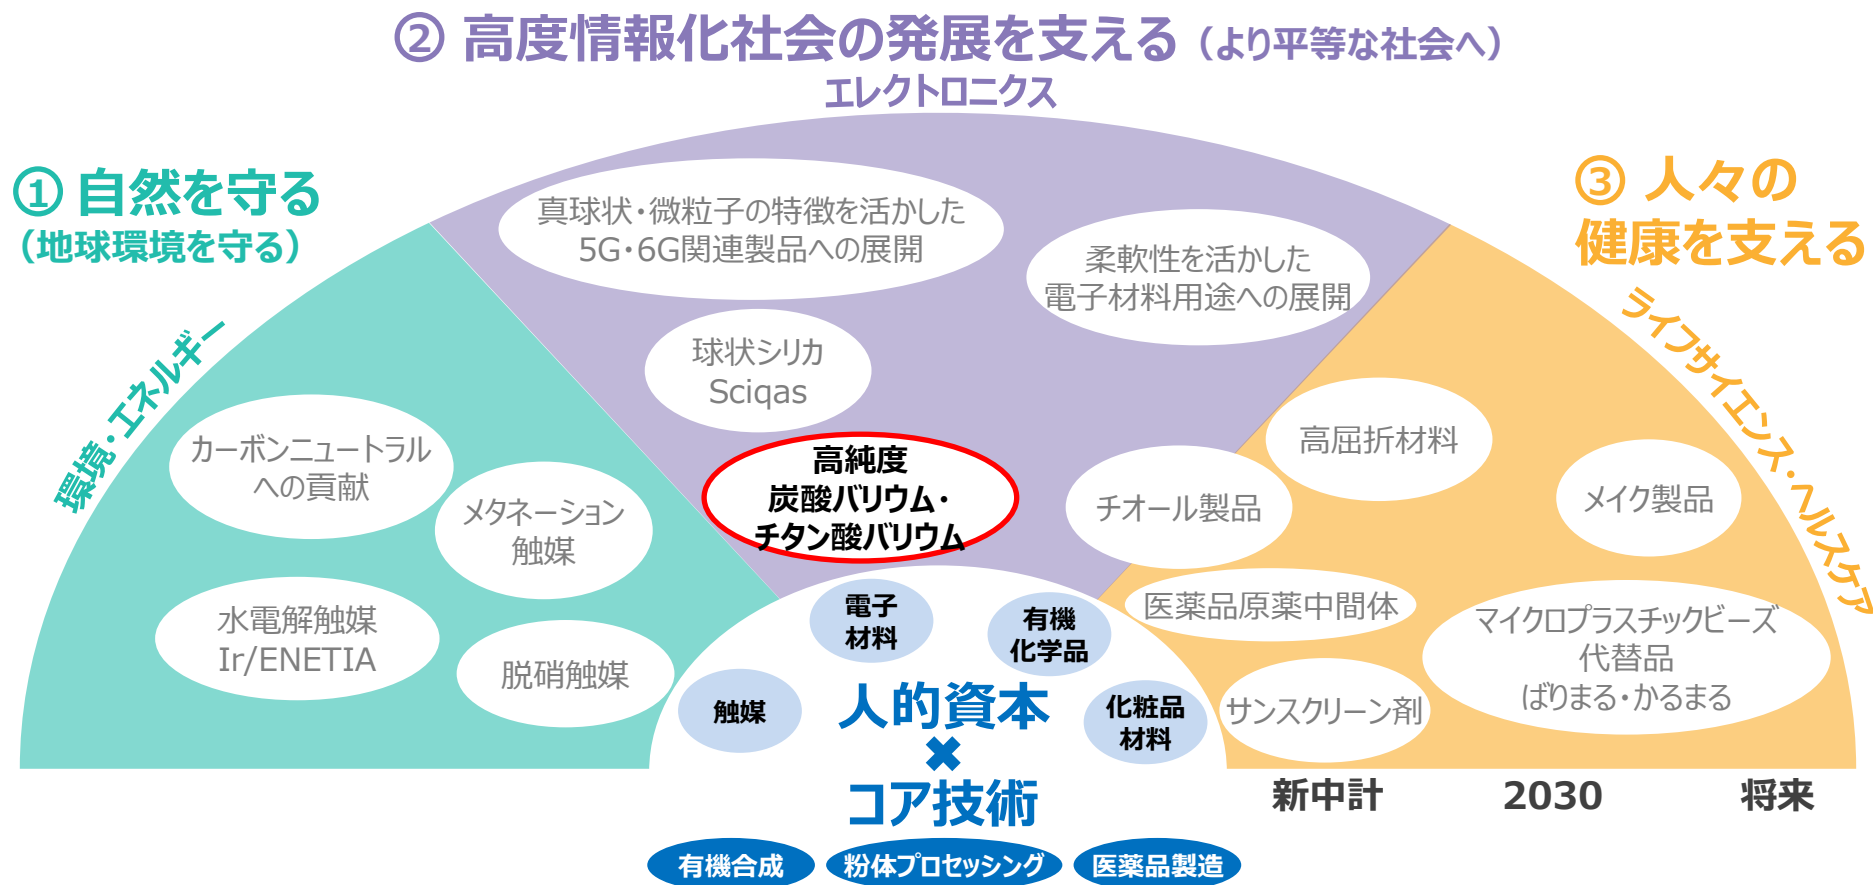 ② 高度情報化社会の発展を支える（より平等な社会へ）
エレクトロニクス
① 自然を守る
（地球環境を守る）
環境・エネルギー
③ 人々の
健康を支える
ライフサイエンス・ヘルスケア
真球状・微粒子の特徴を活かした
5G・6G関連製品への展開
柔軟性を活かした
電子材料用途への展開
球状シリカ
Sciqas
高純度
炭酸バリウム・
チタン酸バリウム
カーボンニュートラル
への貢献
メタネーション
触媒
水電解触媒
Ir/ENETIA
脱硝触媒
チオール製品
高屈折材料
メイク製品
医薬品原薬中間体
マイクロプラスチックビーズ
代替品
ばりまる・かるまる
サンスクリーン剤
触媒
電子
材料
有機
化学品
化粧品
材料
人的資本
×
コア技術
新中計 2030 将来
有機合成 粉体プロセッシング 医薬品製造